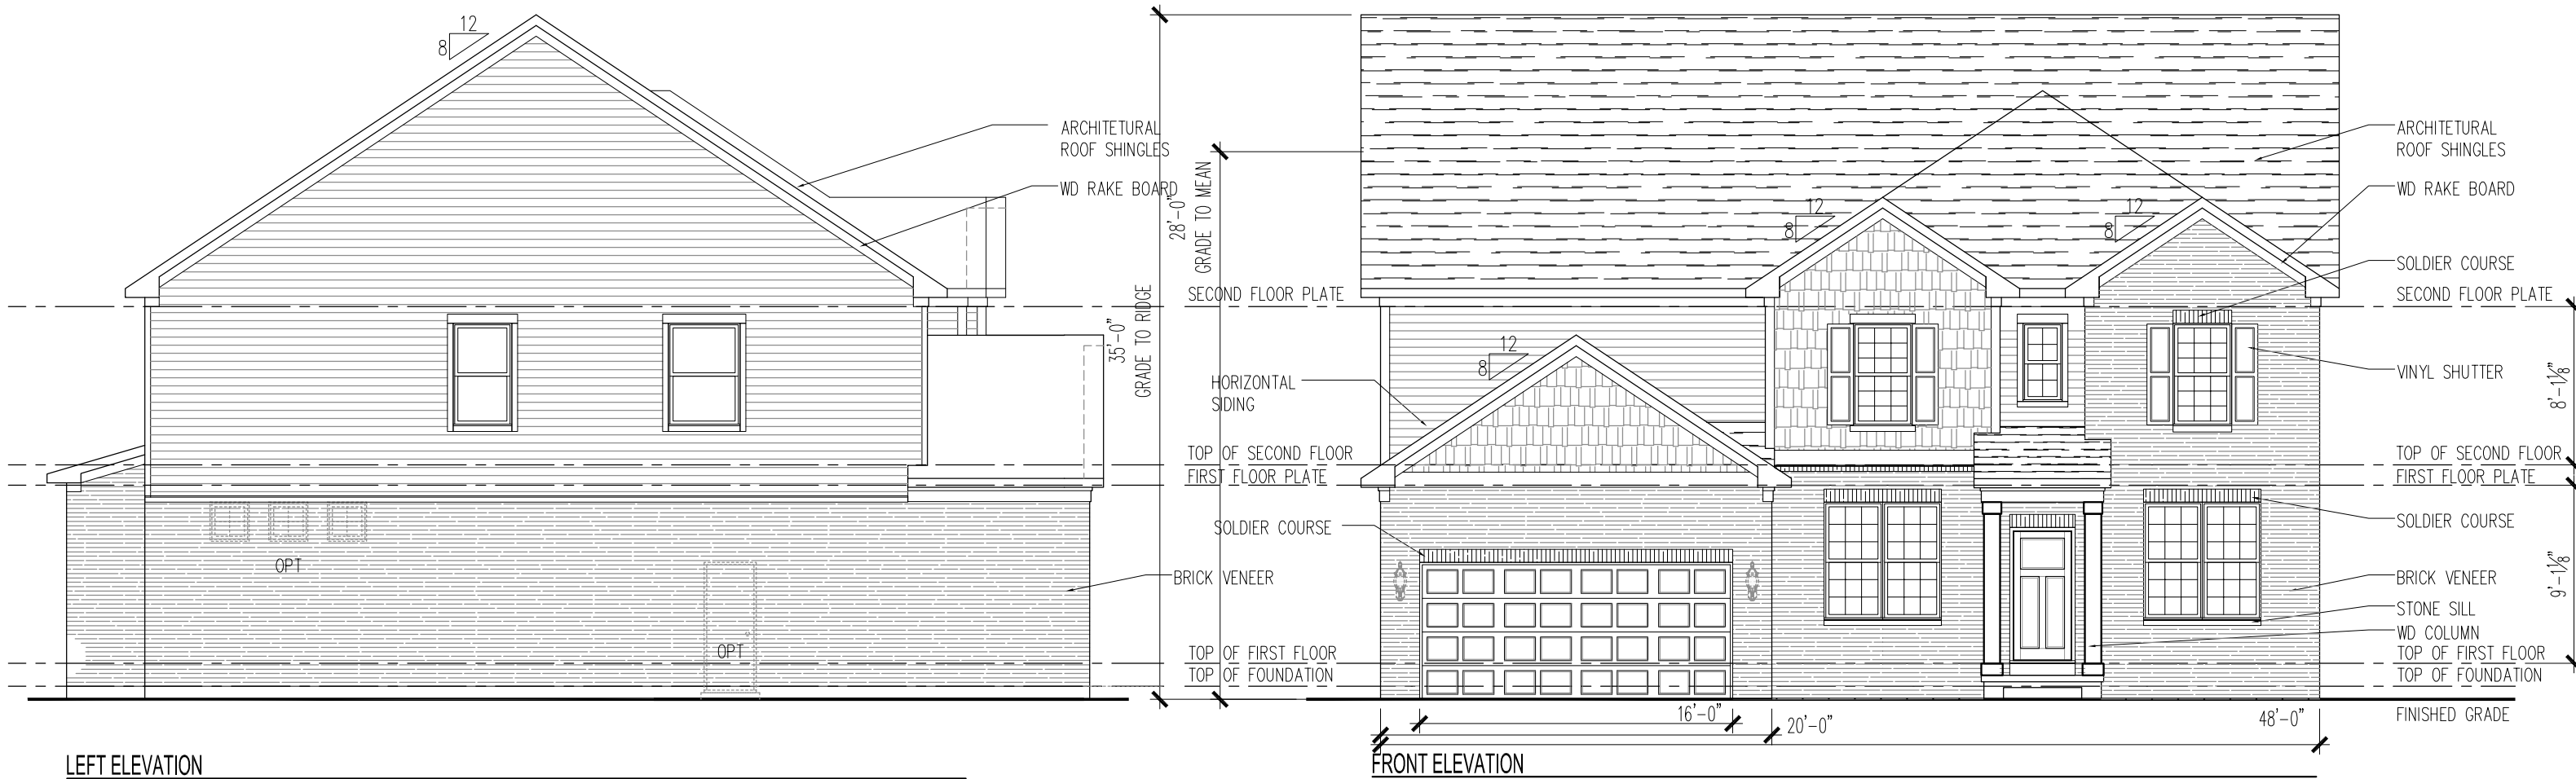 12
8
ARCHITETURAL
ROOF SHINGLES
WD RAKE BOARD
OPT
OPT
BRICK VENEER
LEFT ELEVATION
35'-0"
GRADE TO RIDGE
28'-0"
GRADE TO MEAN
SECOND FLOOR PLATE
HORIZONTAL
SIDING
TOP OF SECOND FLOOR
FIRST FLOOR PLATE
SOLDIER COURSE
TOP OF FIRST FLOOR
TOP OF FOUNDATION
12
8
12
8
12
8
ARCHITETURAL
ROOF SHINGLES
WD RAKE BOARD
SOLDIER COURSE
SECOND FLOOR PLATE
VINYL SHUTTER
8'-1⅛"
TOP OF SECOND FLOOR
FIRST FLOOR PLATE
SOLDIER COURSE
9'-1⅛"
BRICK VENEER
STONE SILL
WD COLUMN
TOP OF FIRST FLOOR
TOP OF FOUNDATION
FINISHED GRADE
16'-0"
20'-0"
48'-0"
FRONT ELEVATION